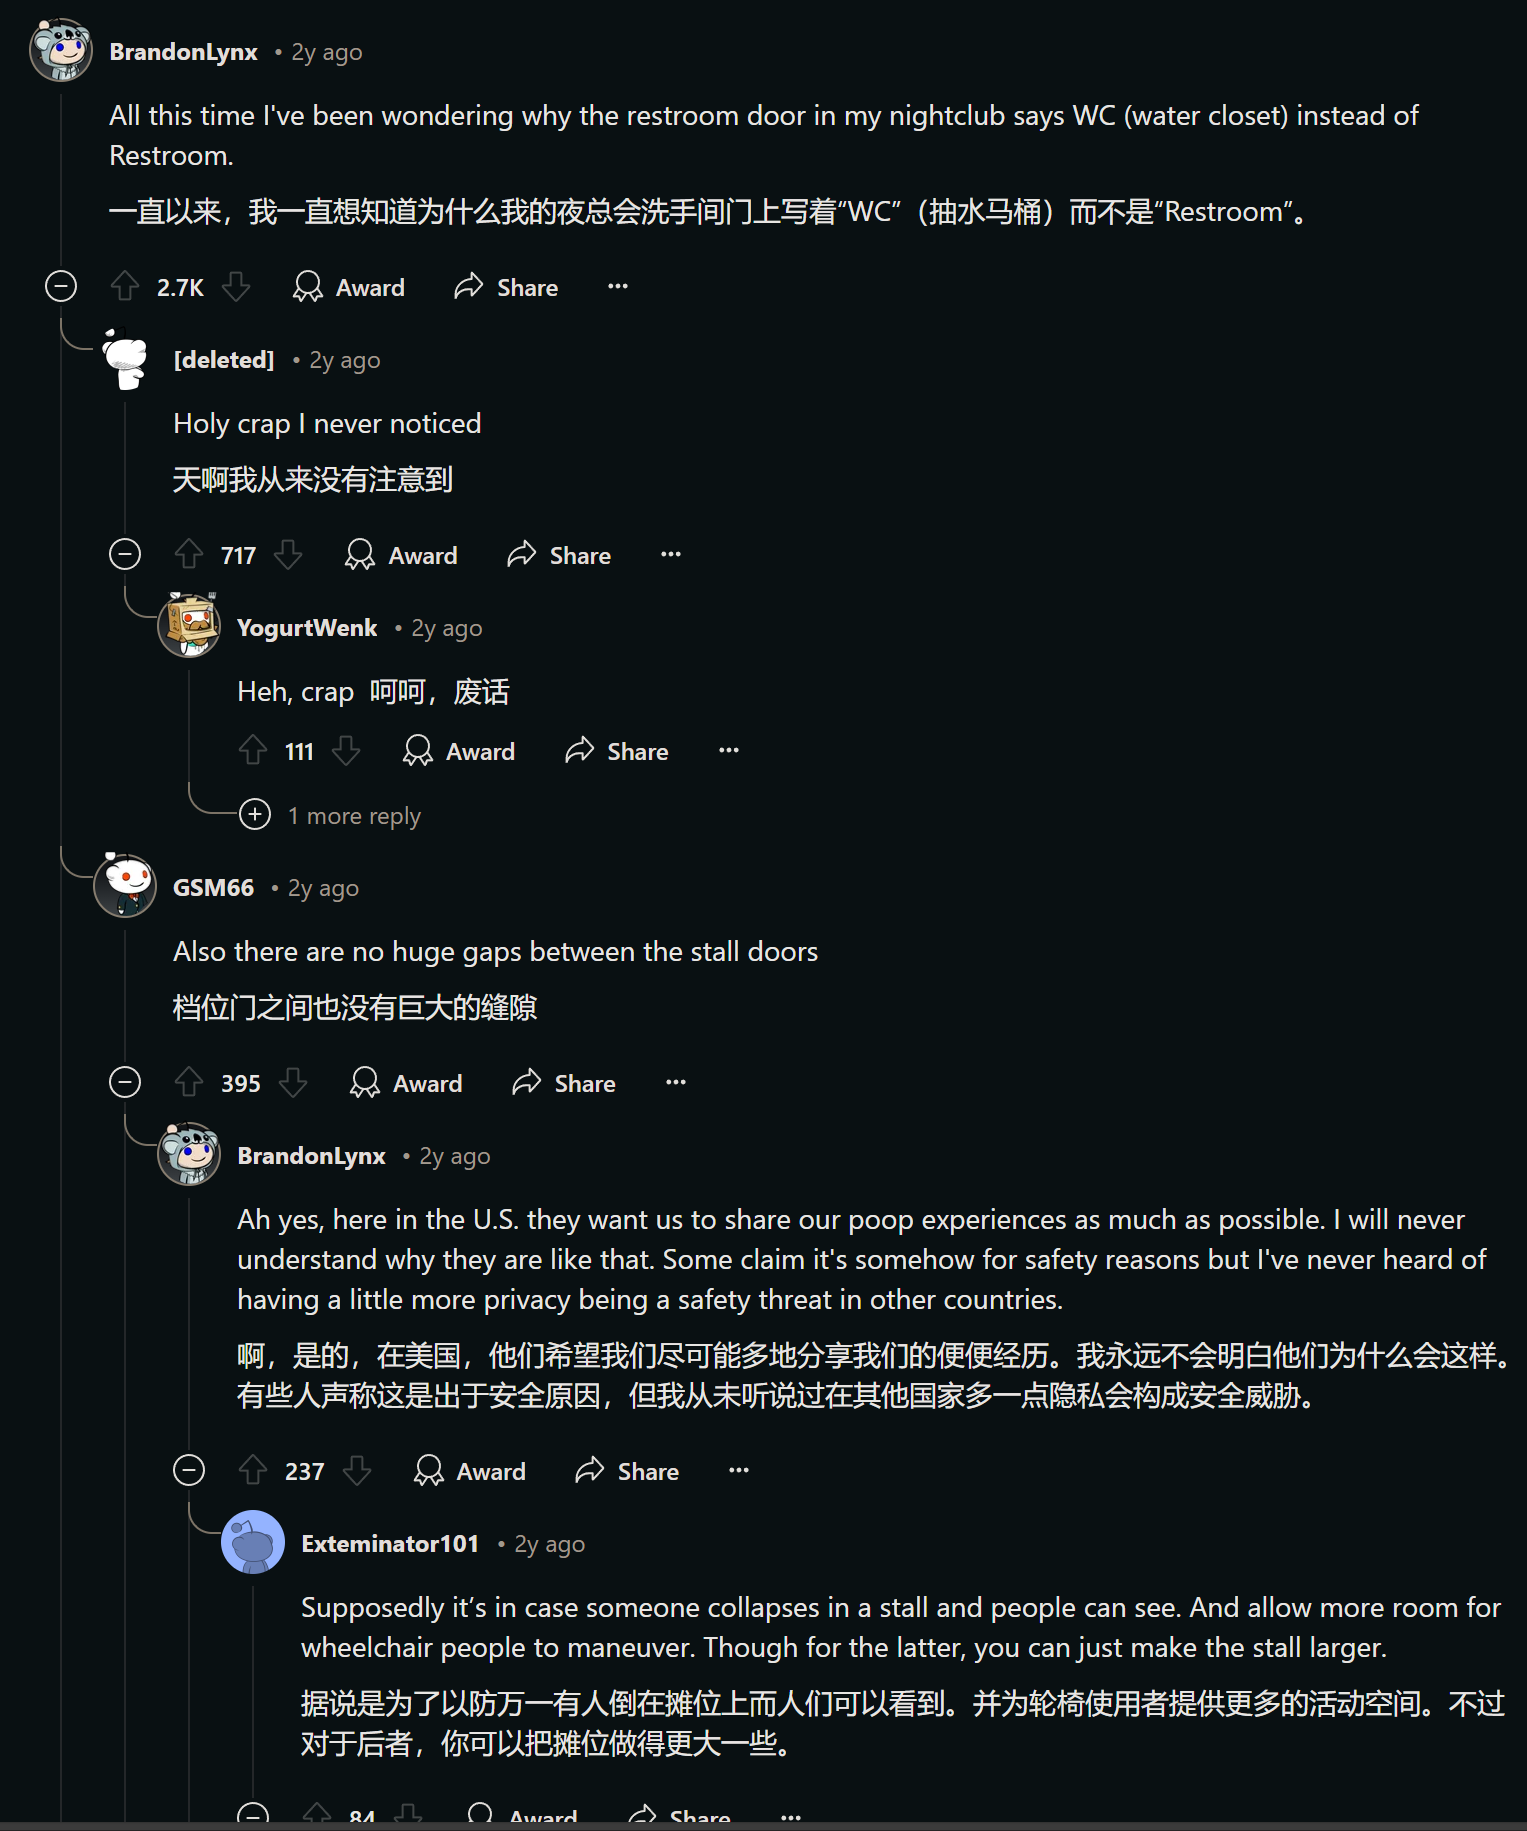 BrandonLynx • 2y ago
All this time I've been wondering why the restroom door in my nightclub says WC (water closet) instead of
Restroom.
一直以来，我一直想知道为什么我的夜总会洗手间门上写着“WC”（抽水马桶）而不是“Restroom”。
2.7K Award Share ···
[deleted] • 2y ago
Holy crap I never noticed
天啊我从来没有注意到
717 Award Share ···
YogurtWenk • 2y ago
Heh, crap 呵呵，废话
111 Award Share ···
1 more reply
GSM66 • 2y ago
Also there are no huge gaps between the stall doors
档位门之间也没有巨大的缝隙
395 Award Share ···
BrandonLynx • 2y ago
Ah yes, here in the U.S. they want us to share our poop experiences as much as possible. I will never
understand why they are like that. Some claim it's somehow for safety reasons but I've never heard of
having a little more privacy being a safety threat in other countries.
啊，是的，在美国，他们希望我们尽可能多地分享我们的便便经历。我永远不会明白他们为什么会这样。
有些人声称这是出于安全原因，但我从未听说过在其他国家多一点隐私会构成安全威胁。
237 Award Share ···
Exteminator101 • 2y ago
Supposedly it’s in case someone collapses in a stall and people can see. And allow more room for
wheelchair people to maneuver. Though for the latter, you can just make the stall larger.
据说是为了以防万一有人倒在摊位上而人们可以看到。并为轮椅使用者提供更多的活动空间。不过
对于后者，你可以把摊位做得更大一些。
84 Award Share ···